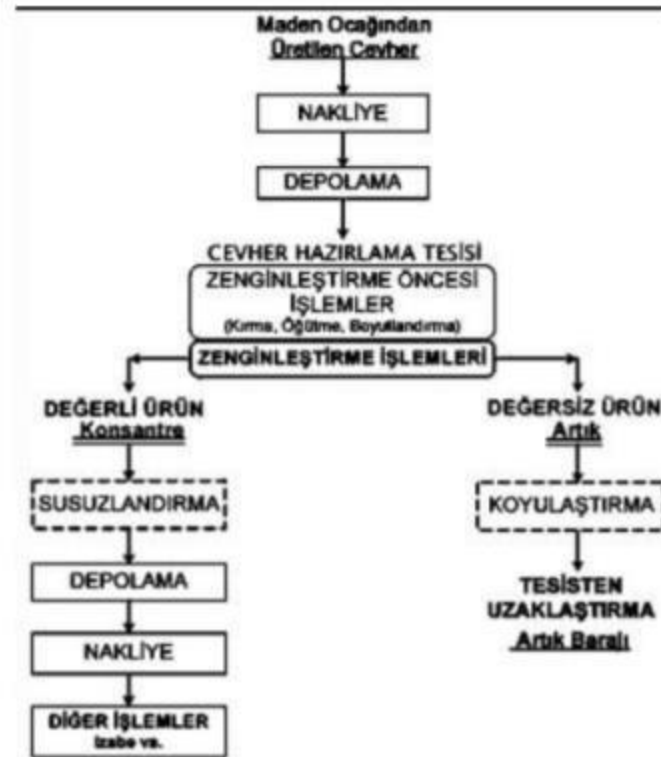 Maden Ocağından
Üretilen Cevher
NAKLİYE
DEPOLAMA
CEVHER HAZIRLAMA TESİSİ
ZENGİNLEŞTİRME ÖNCESİ
İŞLEMLER
(Kırma, Öğütme, Boyutlandırma)
ZENGİNLEŞTİRME İŞLEMLERİ
DEĞERLİ ÜRÜN
Konsantre
SUSUZLANDIRMA
DEPOLAMA
NAKLİYE
DİĞER İŞLEMLER
İzabe vs.
DEĞERSİZ ÜRÜN
Artık
KOYULAŞTIRMA
TESİSTEN
UZAKLAŞTIRMA
Artık Barajı